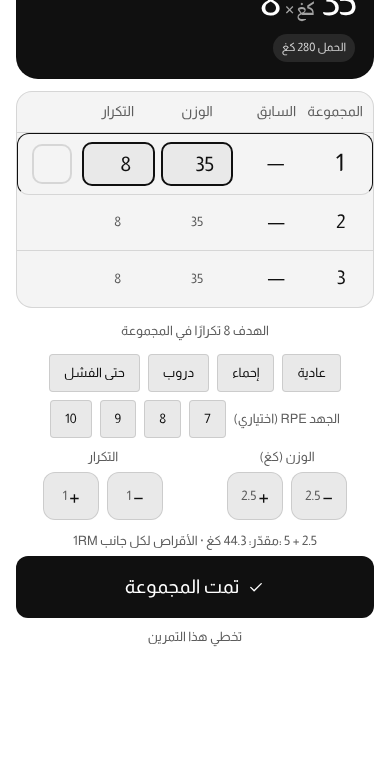 35 كغ × 8
الحمل 280 كغ
المجموعة السابق الوزن التكرار
1 — 35 8
2 — 35 8
3 — 35 8
الهدف 8 تكرارًا في المجموعة
عادية إحماء دروب حتى الفشل
الجهد RPE (اختياري) 7 8 9 10
الوزن (كغ) التكرار
−2.5 +2.5 −1 +1
1RM مقدّر: 44.3 كغ · الأقراص لكل جانب: 5 + 2.5
تمت المجموعة
تخطي هذا التمرين